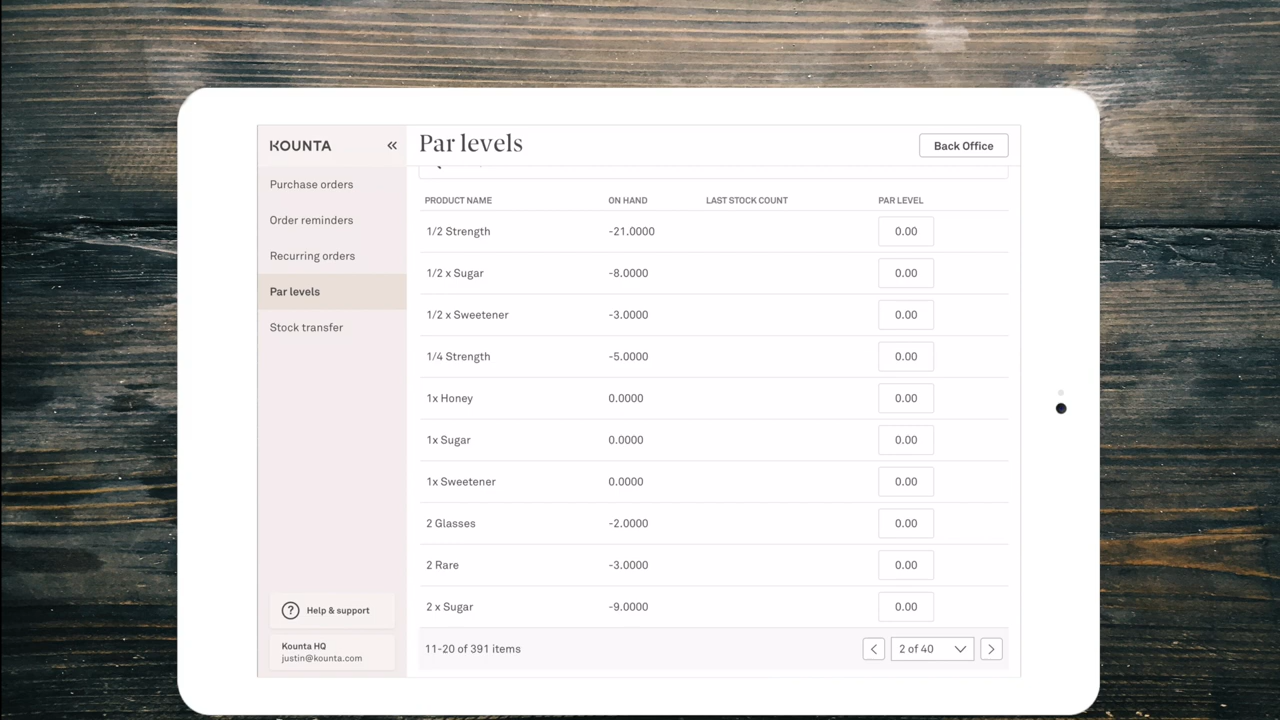 KOUNTA
Par levels
Back Office
Purchase orders
Order reminders
Recurring orders
Par levels
Stock transfer
PRODUCT NAME ON HAND LAST STOCK COUNT PAR LEVEL
1/2 Strength -21.0000 0.00
1/2 x Sugar -8.0000 0.00
1/2 x Sweetener -3.0000 0.00
1/4 Strength -5.0000 0.00
1x Honey 0.0000 0.00
1x Sugar 0.0000 0.00
1x Sweetener 0.0000 0.00
2 Glasses -2.0000 0.00
2 Rare -3.0000 0.00
2 x Sugar -9.0000 0.00
11-20 of 391 items 2 of 40
? Help & support
Kounta HQ
justin@kounta.com